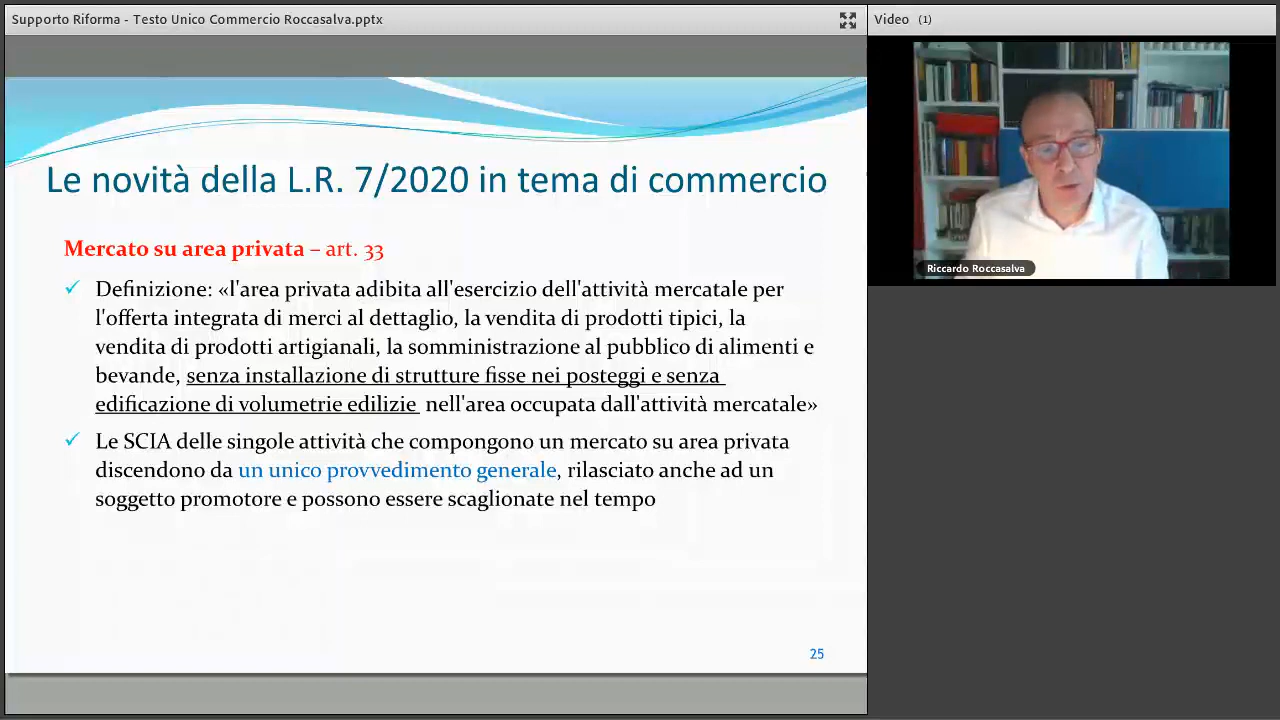 Supporto Riforma - Testo Unico Commercio Roccasalva.pptx
Video (1)
Riccardo Roccasalva
Le novità della L.R. 7/2020 in tema di commercio
Mercato su area privata – art. 33
✓ Definizione: «l'area privata adibita all'esercizio dell'attività mercatale per
l'offerta integrata di merci al dettaglio, la vendita di prodotti tipici, la
vendita di prodotti artigianali, la somministrazione al pubblico di alimenti e
bevande, senza installazione di strutture fisse nei posteggi e senza
edificazione di volumetrie edilizie nell'area occupata dall'attività mercatale»
✓ Le SCIA delle singole attività che compongono un mercato su area privata
discendono da un unico provvedimento generale, rilasciato anche ad un
soggetto promotore e possono essere scaglionate nel tempo
25